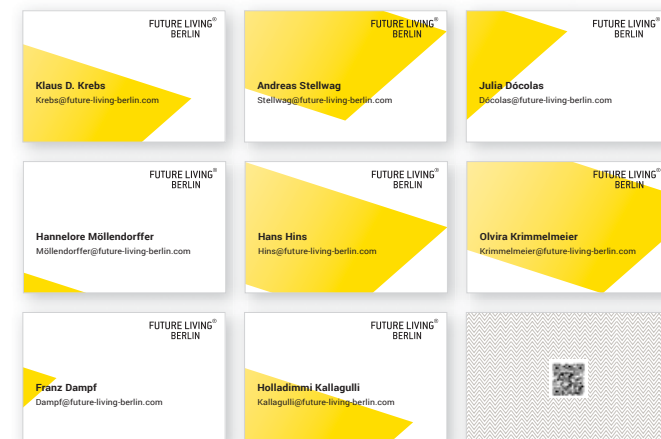 FUTURE LIVING®
BERLIN
Klaus D. Krebs
Krebs@future-living-berlin.com
FUTURE LIVING®
BERLIN
Andreas Stellwag
Stellwag@future-living-berlin.com
FUTURE LIVING®
BERLIN
Julia Dócolas
Dócolas@future-living-berlin.com
FUTURE LIVING®
BERLIN
Hannelore Möllendorffer
Möllendorffer@future-living-berlin.com
FUTURE LIVING®
BERLIN
Hans Hins
Hins@future-living-berlin.com
FUTURE LIVING®
BERLIN
Olvira Krimmelmeier
Krimmelmeier@future-living-berlin.com
FUTURE LIVING®
BERLIN
Franz Dampf
Dampf@future-living-berlin.com
FUTURE LIVING®
BERLIN
Holladimmi Kallagulli
Kallagulli@future-living-berlin.com